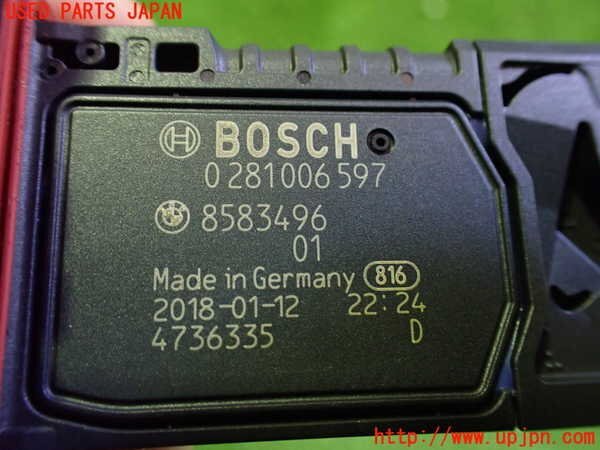 USED PARTS JAPAN
BOSCH
0 281 006 597
8583496
01
Made in Germany 816
2018-01-12 22:24
4736335 D
http://www.upjpn.com/